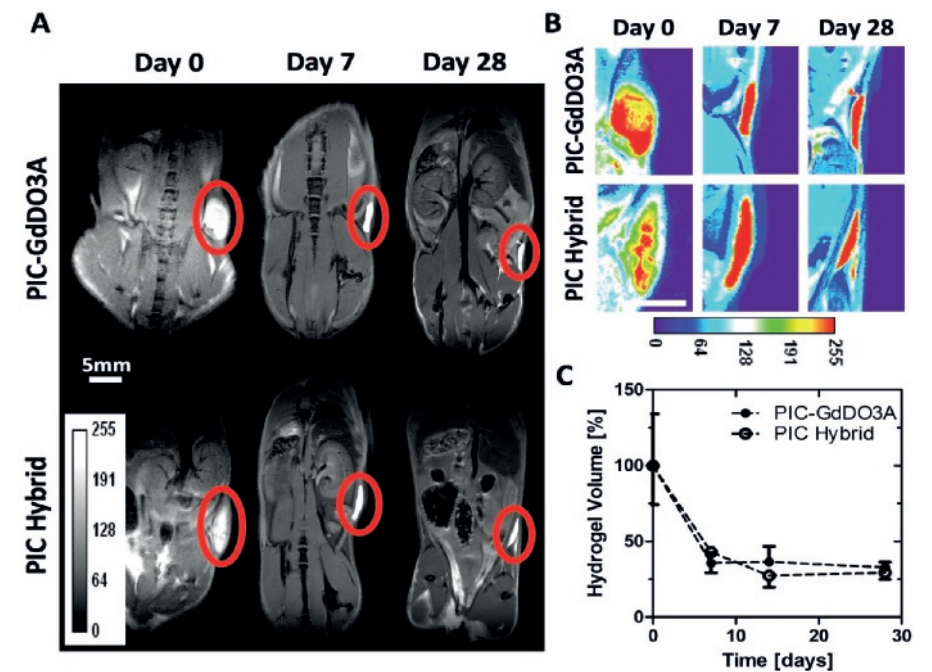 A
Day 0 Day 7 Day 28
PIC-GdDO3A
5mm
PIC Hybrid
255
191
128
64
0
B
Day 0 Day 7 Day 28
PIC-GdDO3A
PIC Hybrid
0 64 128 191 255
C
150
100
50
0
Hydrogel Volume [%]
PIC-GdDO3A
PIC Hybrid
0 10 20 30
Time [days]